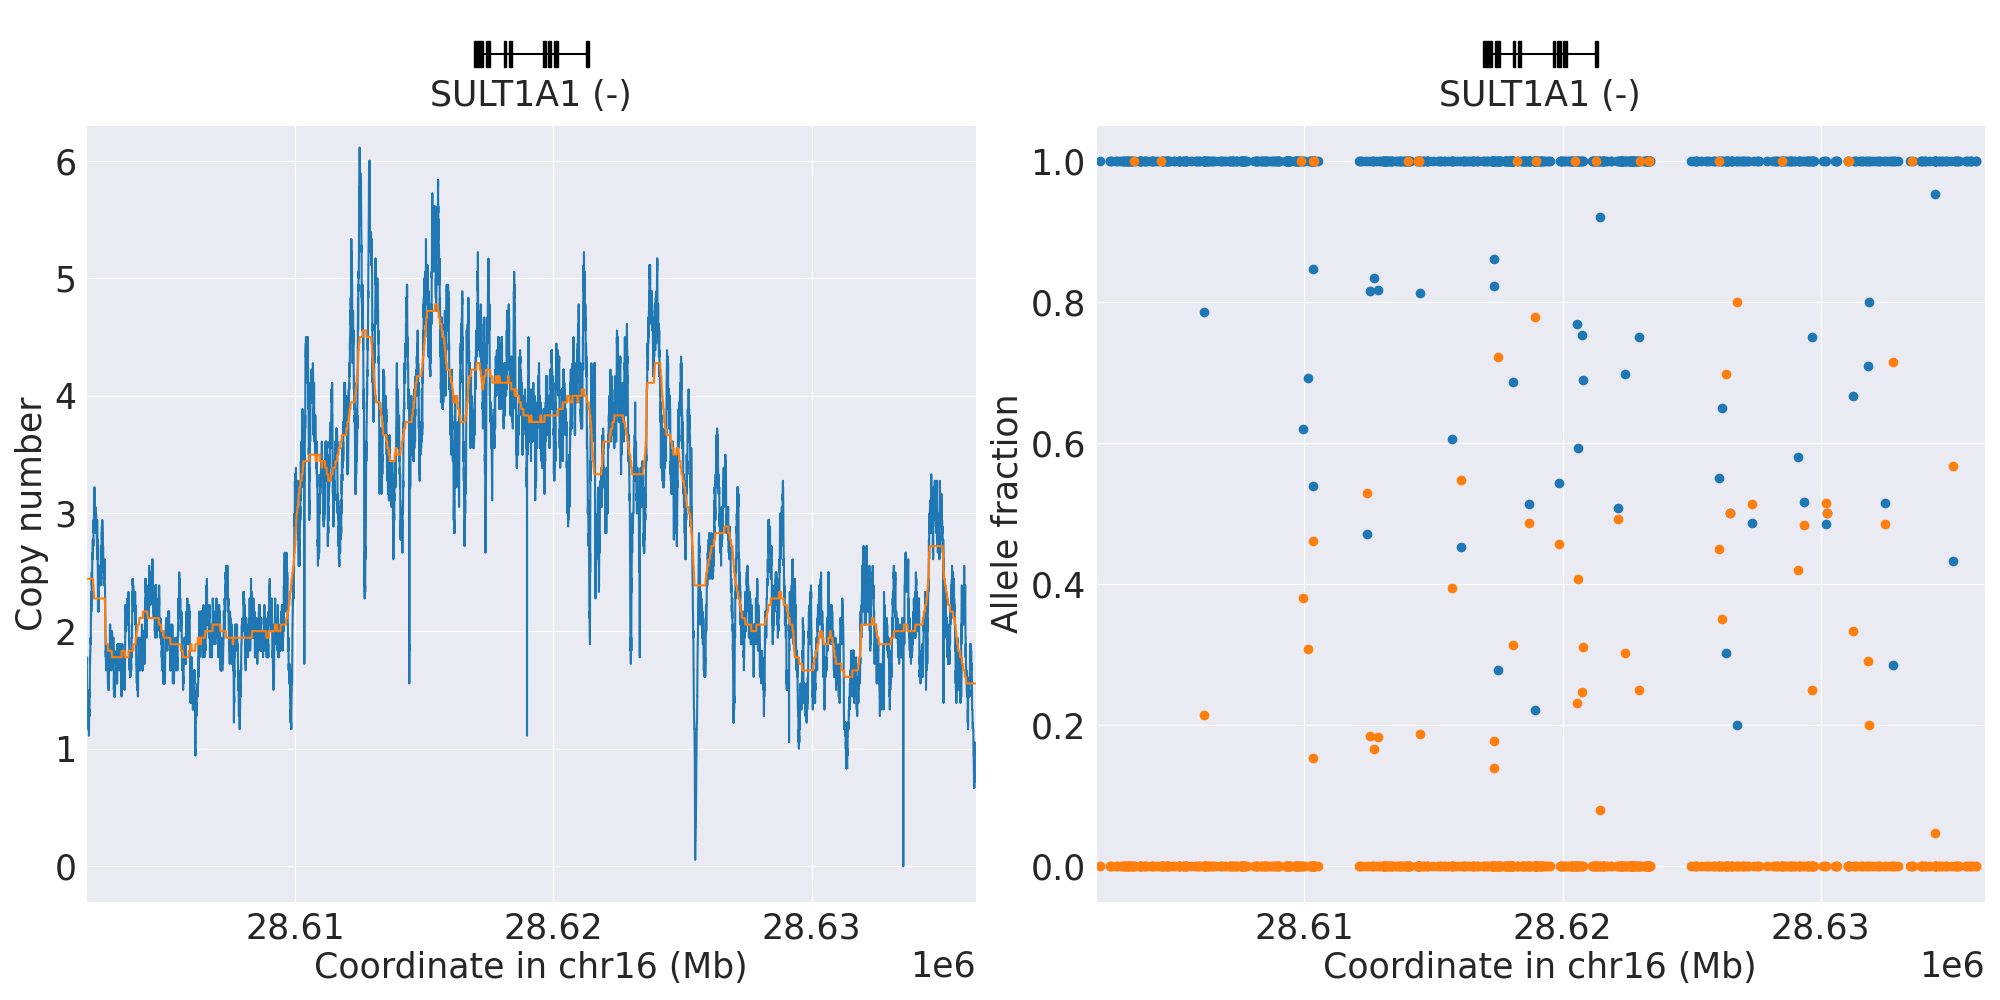 SULT1A1 (-)
6
5
4
3
2
1
0
Copy number
28.61
28.62
28.63
Coordinate in chr16 (Mb)
1e6
SULT1A1 (-)
1.0
0.8
0.6
0.4
0.2
0.0
Allele fraction
28.61
28.62
28.63
Coordinate in chr16 (Mb)
1e6